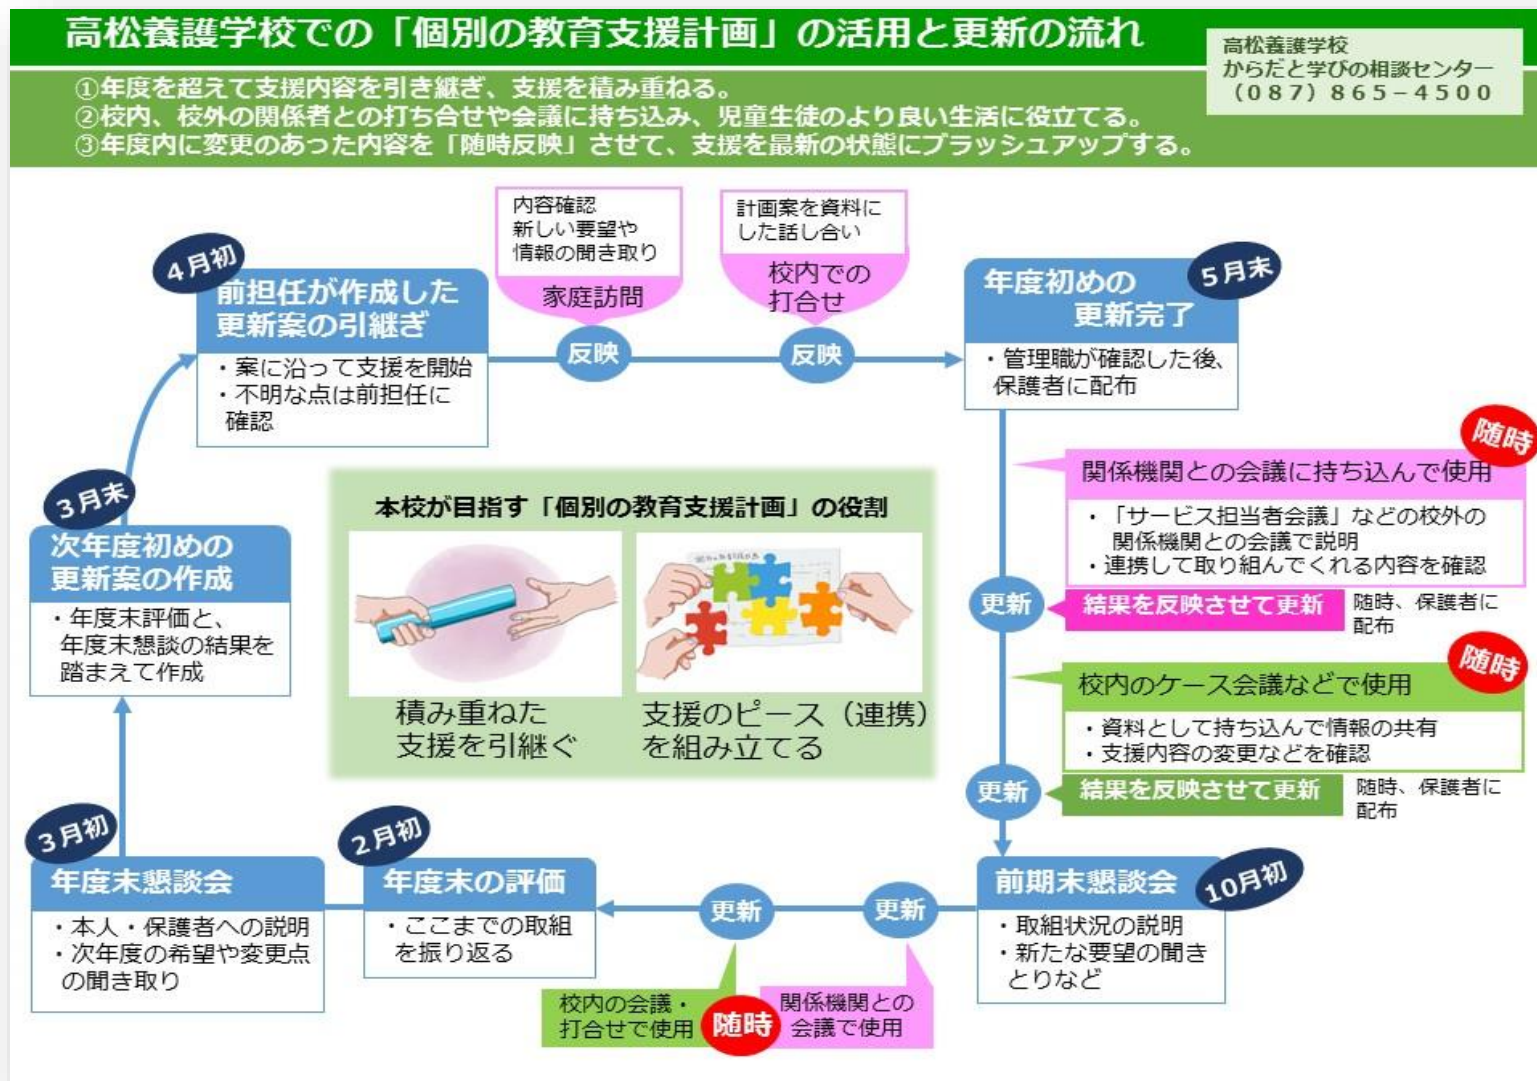 高松養護学校での「個別の教育支援計画」の活用と更新の流れ
高松養護学校
からだと学びの相談センター
(087)865-4500
①年度を超えて支援内容を引き継ぎ、支援を積み重ねる。
②校内、校外の関係者との打ち合せや会議に持ち込み、児童生徒のより良い生活に役立てる。
③年度内に変更のあった内容を「随時反映」させて、支援を最新の状態にブラッシュアップする。
4月初
前担任が作成した
更新案の引継ぎ
・案に沿って支援を開始
・不明な点は前担任に
確認
内容確認
新しい要望や
情報の聞き取り
家庭訪問
反映
計画案を資料に
した話し合い
校内での
打合せ
反映
5月末
年度初めの
更新完了
・管理職が確認した後、
保護者に配布
随時
関係機関との会議に持ち込んで使用
・「サービス担当者会議」などの校外の
関係機関との会議で説明
・連携して取り組んでくれる内容を確認
更新
結果を反映させて更新
随時、保護者に
配布
随時
校内のケース会議などで使用
・資料として持ち込んで情報の共有
・支援内容の変更などを確認
更新
結果を反映させて更新
随時、保護者に
配布
10月初
前期末懇談会
・取組状況の説明
・新たな要望の聞き
とりなど
更新
関係機関との
会議で使用
随時
更新
校内の会議・
打合せで使用
2月初
年度末の評価
・ここまでの取組
を振り返る
3月初
年度末懇談会
・本人・保護者への説明
・次年度の希望や変更点
の聞き取り
3月末
次年度初めの
更新案の作成
・年度末評価と、
年度末懇談の結果を
踏まえて作成
本校が目指す「個別の教育支援計画」の役割
積み重ねた
支援を引継ぐ
支援のピース（連携）
を組み立てる